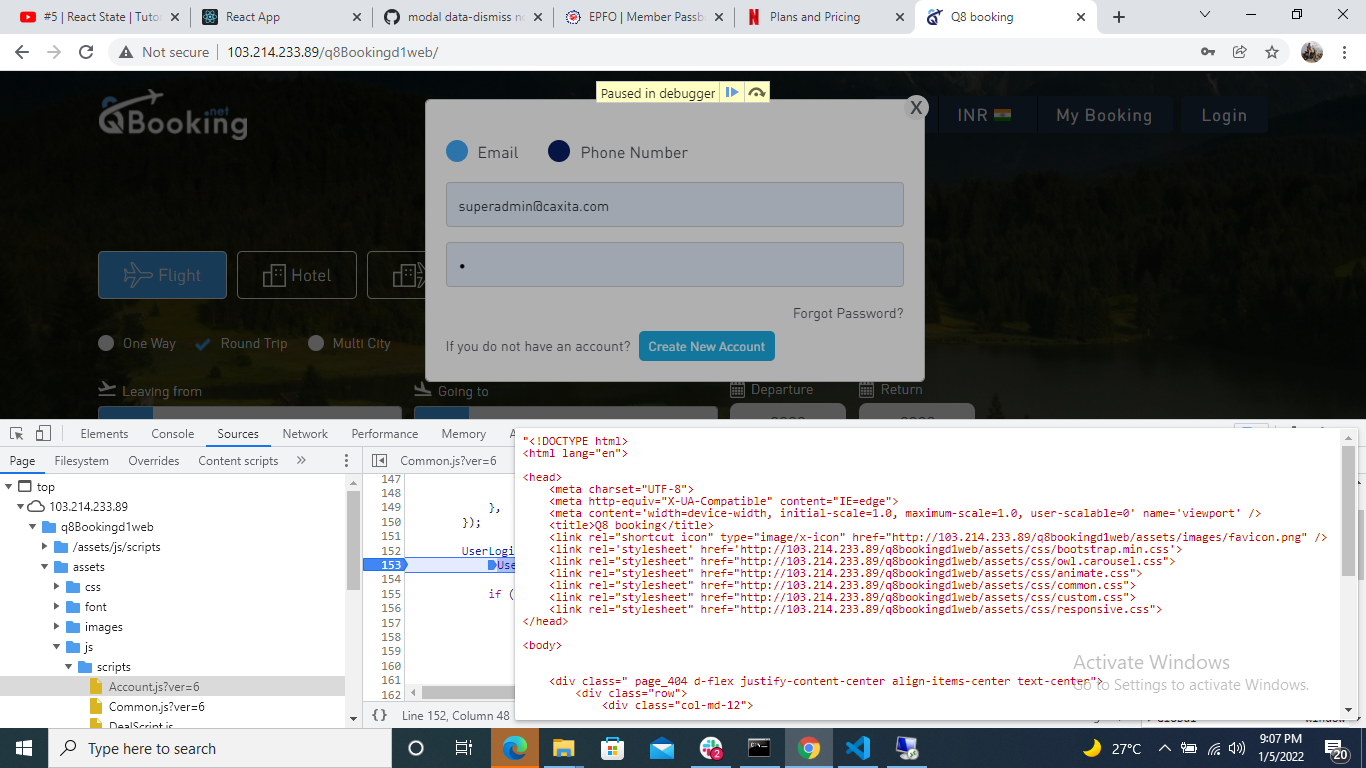 #5 | React State | Tutor
React App
modal data-dismiss no
EPFO | Member Passb
Plans and Pricing
Q8 booking
Not secure
103.214.233.89/q8Bookingd1web/
Paused in debugger
QBooking.net
X
INR
My Booking
Login
Email
Phone Number
superadmin@caxita.com
•
Forgot Password?
If you do not have an account?
Create New Account
Flight
Hotel
One Way
Round Trip
Multi City
Leaving from
Going to
Departure
Return
Elements
Console
Sources
Network
Performance
Memory
Page
Filesystem
Overrides
Content scripts
»
Common.js?ver=6
top
103.214.233.89
q8Bookingd1web
/assets/js/scripts
assets
css
font
images
js
scripts
Account.js?ver=6
Common.js?ver=6
DealScript.js
147
148
149 },
150 });
151
152 UserLogi
153 Use
154
155 if (
156
157
158
159
160
161
162
{} Line 152, Column 48
"<!DOCTYPE html>
<html lang="en">
<head>
<meta charset="UTF-8">
<meta http-equiv="X-UA-Compatible" content="IE=edge">
<meta content='width=device-width, initial-scale=1.0, maximum-scale=1.0, user-scalable=0' name='viewport' />
<title>Q8 booking</title>
<link rel="shortcut icon" type="image/x-icon" href="http://103.214.233.89/q8bookingd1web/assets/images/favicon.png" />
<link rel='stylesheet' href='http://103.214.233.89/q8bookingd1web/assets/css/bootstrap.min.css'>
<link rel="stylesheet" href="http://103.214.233.89/q8bookingd1web/assets/css/owl.carousel.css">
<link rel="stylesheet" href="http://103.214.233.89/q8bookingd1web/assets/css/animate.css">
<link rel="stylesheet" href="http://103.214.233.89/q8bookingd1web/assets/css/common.css">
<link rel="stylesheet" href="http://103.214.233.89/q8bookingd1web/assets/css/custom.css">
<link rel="stylesheet" href="http://103.214.233.89/q8bookingd1web/assets/css/responsive.css">
</head>
<body>
<div class=" page_404 d-flex justify-content-center align-items-center text-center">
<div class="row">
<div class="col-md-12">
Activate Windows
Go to Settings to activate Windows.
Type here to search
2
27°C
9:07 PM
1/5/2022
20